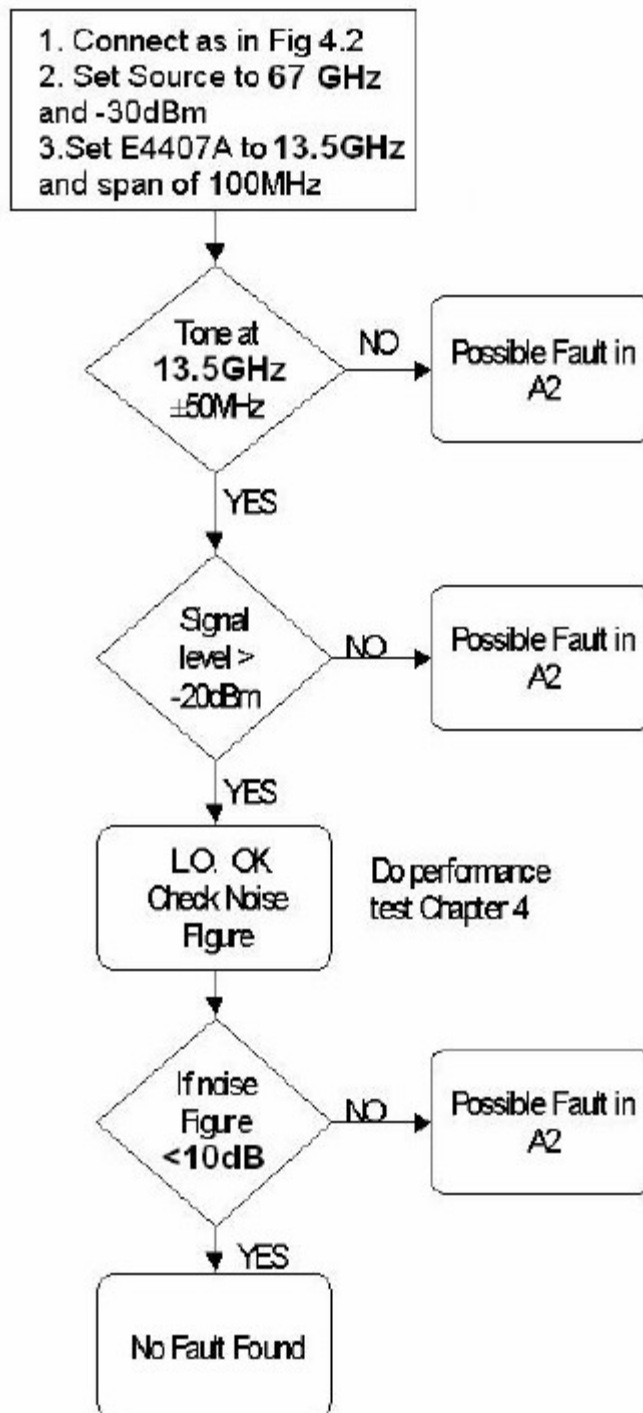 1. Connect as in Fig 4.2
2. Set Source to 67 GHz
and -30dBm
3.Set E4407A to 13.5GHz
and span of 100MHz
Tone at
13.5GHz
±50MHz
NO
Possible Fault in
A2
YES
Signal
level >
-20dBm
NO
Possible Fault in
A2
YES
L.O. OK
Check Noise
Figure
Do performance
test Chapter 4
If noise
Figure
<10dB
NO
Possible Fault in
A2
YES
No Fault Found